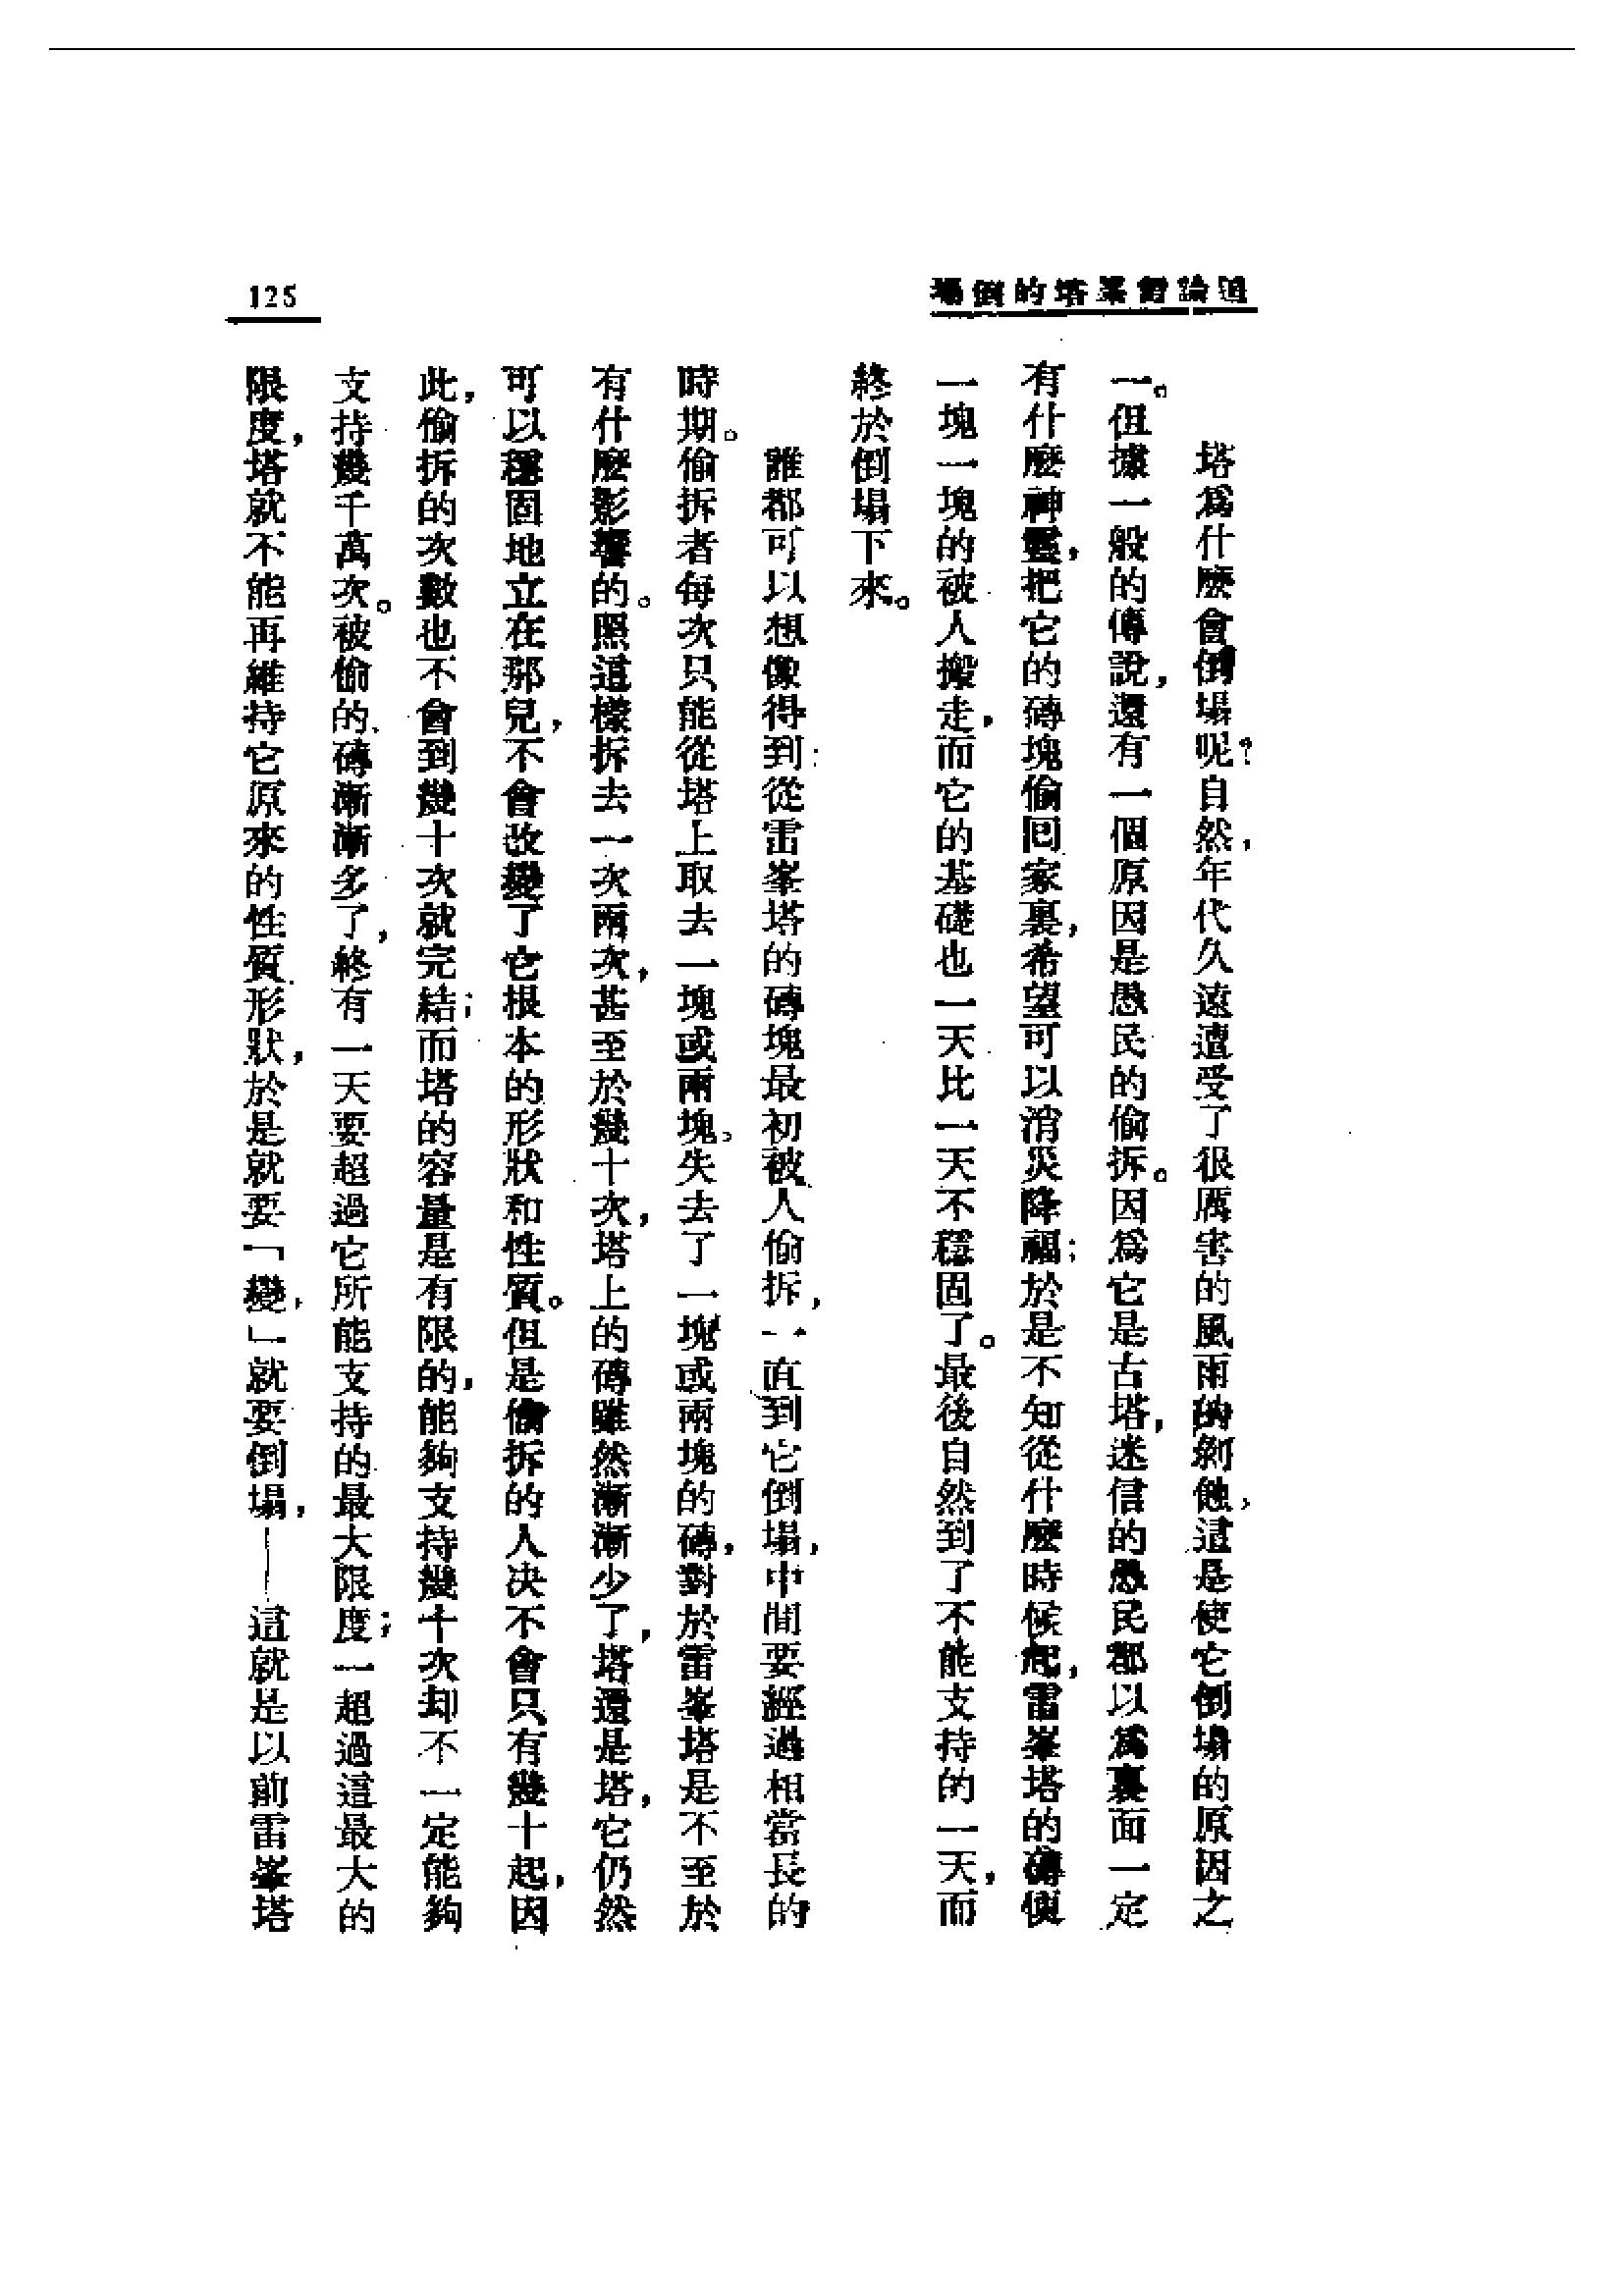 追論雷峯塔的倒塌
125
塔爲什麼會倒塌呢?自然,年代久遠遭受了很厲害的風雨的剝蝕,這是使它倒塌的原因之
一。但據一般的傳說,還有一個原因是愚民的偷拆。因爲它是古塔,迷信的愚民都以爲裏面一定
有什麼神靈,把它的磚塊偷回家裏,希望可以消災降福;於是不知從什麼時候起,雷峯塔的磚便
一塊一塊的被人搬走,而它的基礎也一天比一天不穩固了。最後自然到了不能支持的一天,而
終於倒塌下來。
誰都可以想像得到:從雷峯塔的磚塊最初被人偷拆,一直到它倒塌,中間要經過相當長的
時期。偷拆者每次只能從塔上取去一塊或兩塊。失去了一塊或兩塊的磚,對於雷峯塔是不至於
有什麼影響的。照這樣拆去一次兩次,甚至於幾十次,塔上的磚雖然漸漸少了,塔還是塔,它仍然
可以穩固地立在那兒,不會改變了它根本的形狀和性質。但是偷拆的人決不會只有幾十起,因
此,偷拆的次數也不會到幾十次就完結;而塔的容量是有限的,能夠支持幾十次却不一定能夠
支持幾千萬次。被偷的磚漸漸多了,終有一天要超過它所能支持的最大限度;一超過這最大的
限度,塔就不能再維持它原來的性質形狀,於是就要「變」,就要倒塌,——這就是以前雷峯塔